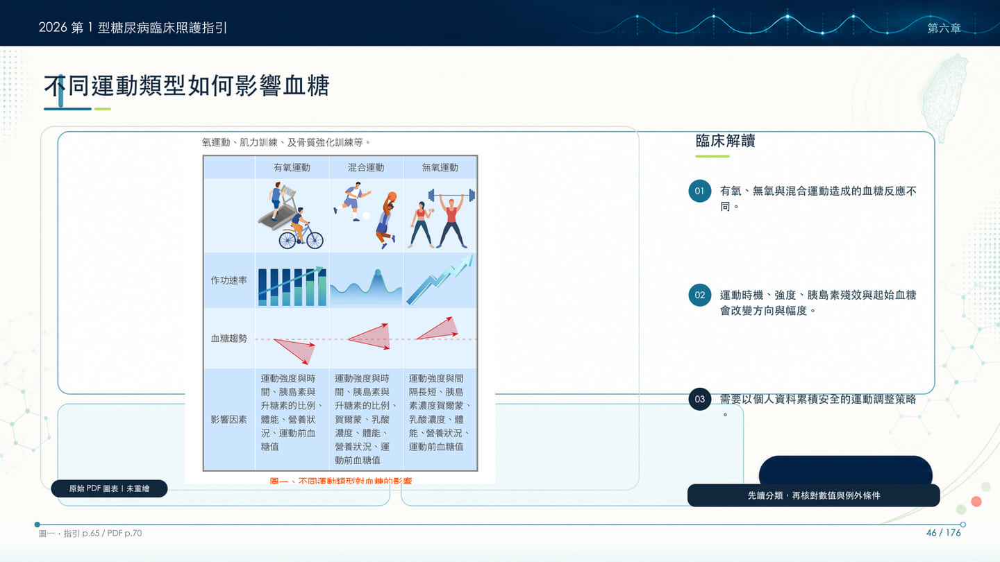 2026 第 1 型糖尿病臨床照護指引
第六章
不同運動類型如何影響血糖
氧運動、肌力訓練、及骨質強化訓練等。
有氧運動
混合運動
無氧運動
作功速率
血糖趨勢
影響因素
運動強度與時
間、胰島素與
升糖素的比例、
體能、營養狀
況、運動前血
糖值
運動強度與時
間、胰島素與
升糖素的比例、
賀爾蒙、乳酸
濃度、體能、
營養狀況、運
動前血糖值
運動強度與間
隔長短、胰島
素濃度賀爾蒙、
乳酸濃度、體
能、營養狀況、
運動前血糖值
圖一、不同運動類型對血糖的影響
臨床解讀
01
有氧、無氧與混合運動造成的血糖反應不
同。
02
運動時機、強度、胰島素殘效與起始血糖
會改變方向與幅度。
03
需要以個人資料累積安全的運動調整策略
。
原始 PDF 圖表｜未重繪
先讀分類，再核對數值與例外條件
圖一，指引 p.65 / PDF p.70
46 / 176